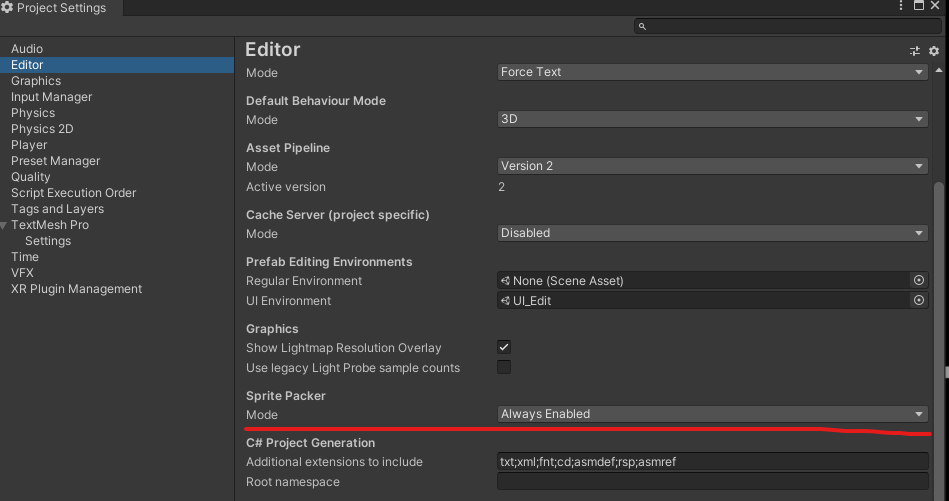 Project Settings
Audio
Editor
Graphics
Input Manager
Physics
Physics 2D
Player
Preset Manager
Quality
Script Execution Order
Tags and Layers
TextMesh Pro
Settings
Time
VFX
XR Plugin Management
Editor
Mode Force Text
Default Behaviour Mode
Mode 3D
Asset Pipeline
Mode Version 2
Active version 2
Cache Server (project specific)
Mode Disabled
Prefab Editing Environments
Regular Environment None (Scene Asset)
UI Environment UI_Edit
Graphics
Show Lightmap Resolution Overlay
Use legacy Light Probe sample counts
Sprite Packer
Mode Always Enabled
C# Project Generation
Additional extensions to include txt;xml;fnt;cd;asmdef;rsp;asmref
Root namespace